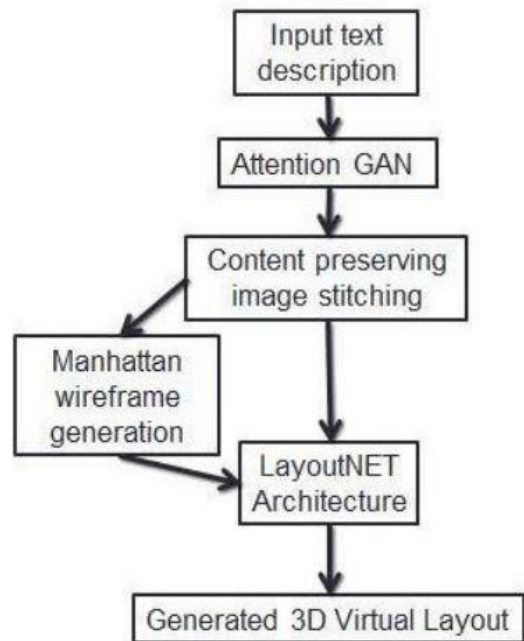 Input text
description
Attention GAN
Content preserving
image stitching
Manhattan
wireframe
generation
LayoutNET
Architecture
Generated 3D Virtual Layout